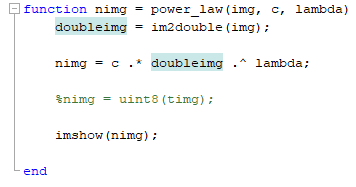 function nimg = power_law(img, c, lambda)
doubleimg = im2double(img);
nimg = c .* doubleimg .^ lambda;
%nimg = uint8(timg);
imshow(nimg);
end